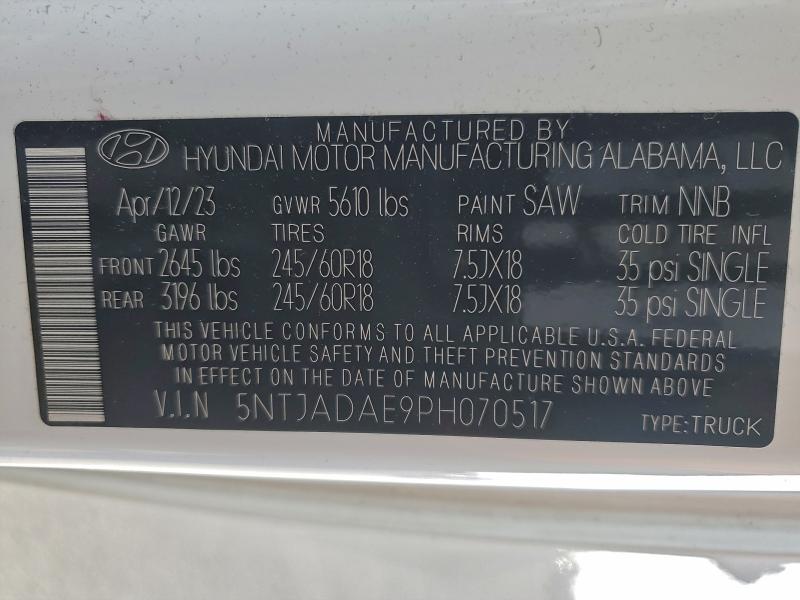 MANUFACTURED BY
HYUNDAI MOTOR MANUFACTURING ALABAMA, LLC
Apr/12/23 GVWR 5610 lbs PAINT SAW TRIM NNB
GAWR TIRES RIMS COLD TIRE INFL
FRONT 2645 lbs 245/60R18 7.5JX18 35 psi SINGLE
REAR 3196 lbs 245/60R18 7.5JX18 35 psi SINGLE
THIS VEHICLE CONFORMS TO ALL APPLICABLE U.S.A. FEDERAL
MOTOR VEHICLE SAFETY AND THEFT PREVENTION STANDARDS
IN EFFECT ON THE DATE OF MANUFACTURE SHOWN ABOVE
V.I.N 5NTJADAE9PH070517 TYPE:TRUCK